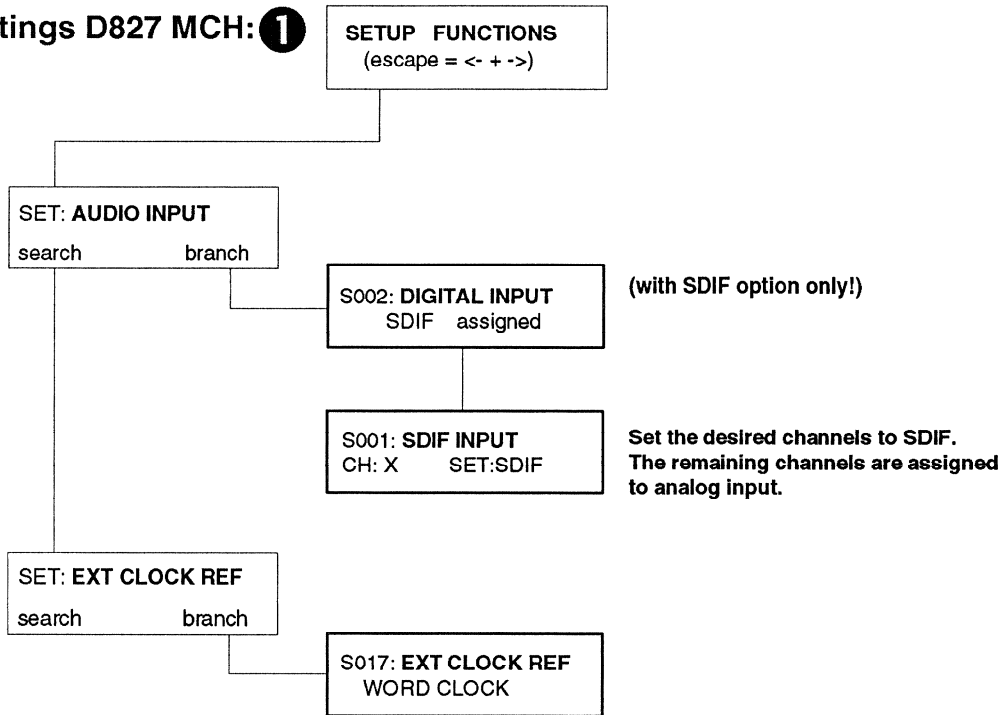 tings D827 MCH: 1
SETUP FUNCTIONS
(escape = <- + ->)
SET: AUDIO INPUT
search branch
S002: DIGITAL INPUT
SDIF assigned
(with SDIF option only!)
S001: SDIF INPUT
CH: X SET:SDIF
Set the desired channels to SDIF.
The remaining channels are assigned
to analog input.
SET: EXT CLOCK REF
search branch
S017: EXT CLOCK REF
WORD CLOCK